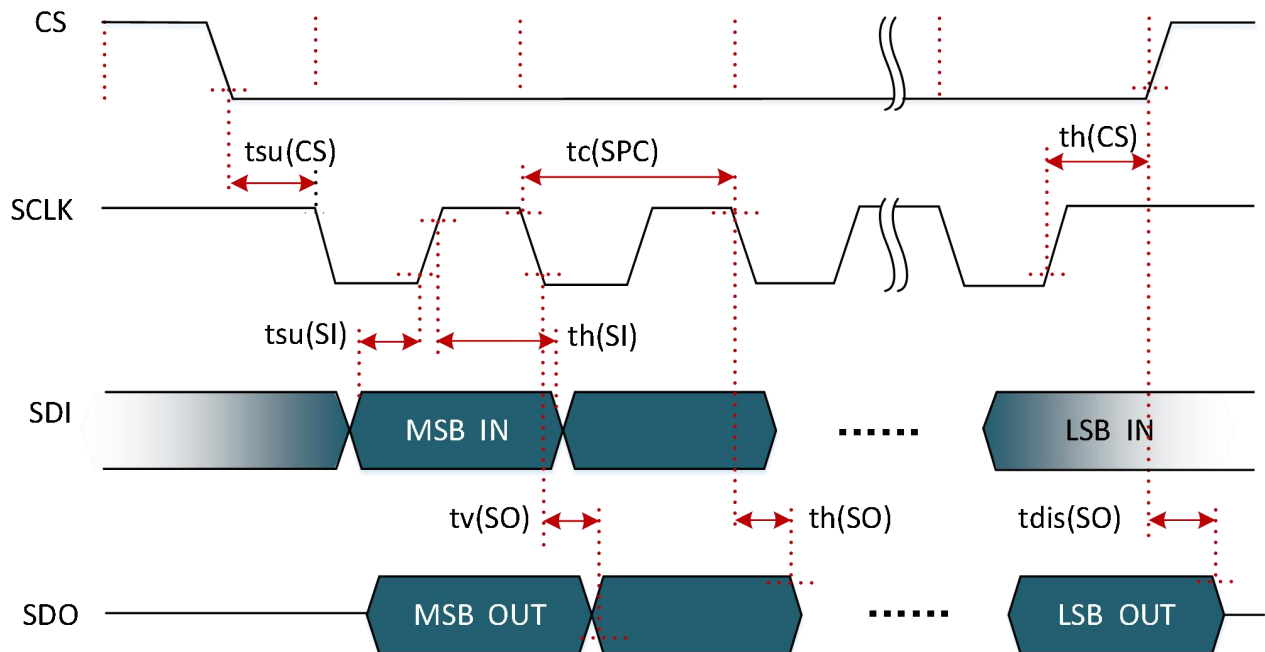 CS
tsu(CS)
tc(SPC)
th(CS)
SCLK
tsu(SI)
th(SI)
SDI
MSB IN
LSB IN
tv(SO)
th(SO)
tdis(SO)
SDO
MSB OUT
LSB OUT